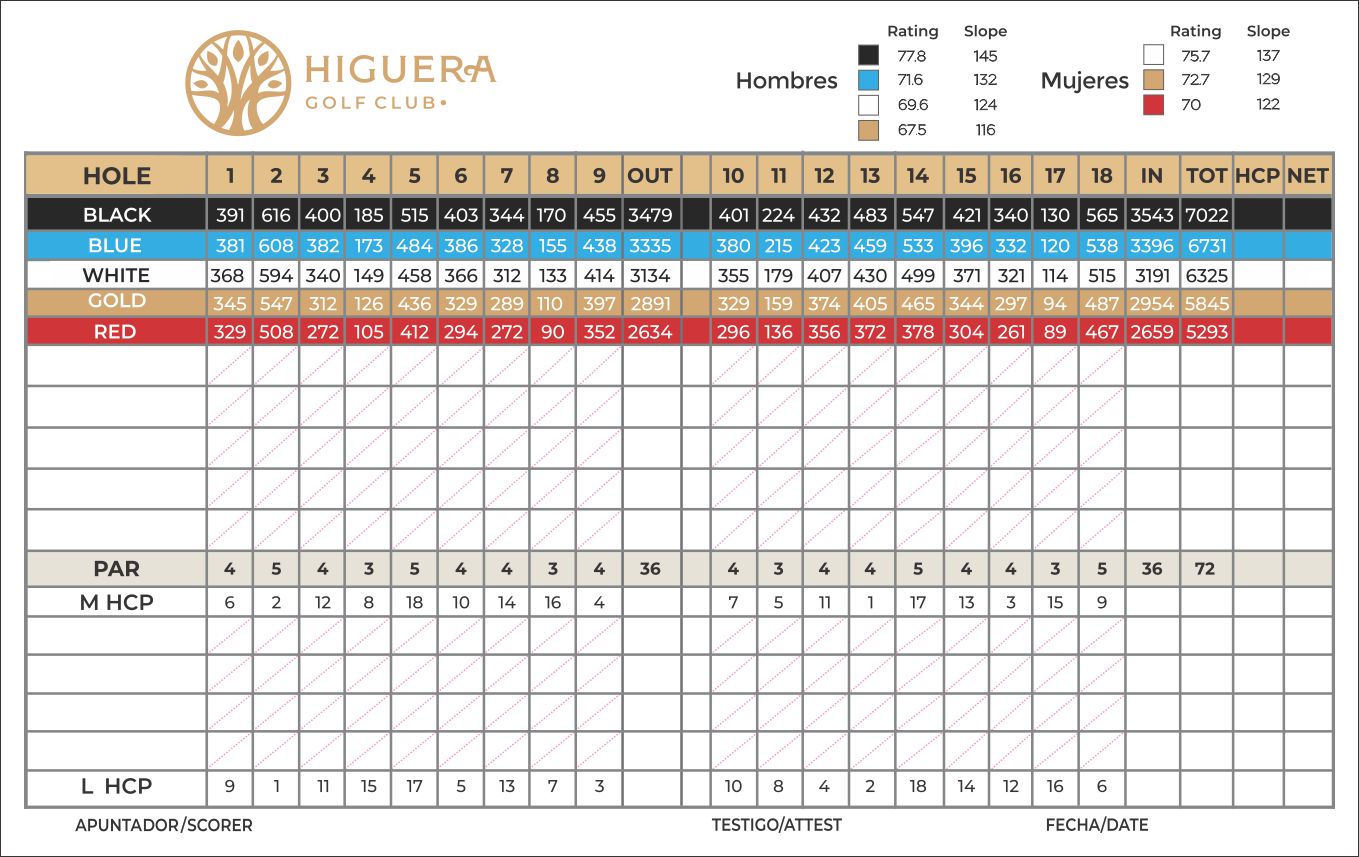 HIGUERA
GOLF CLUB
Rating Slope
Hombres
77.8 145
71.6 132
69.6 124
67.5 116
Rating Slope
Mujeres
75.7 137
72.7 129
70 122
HOLE 1 2 3 4 5 6 7 8 9 OUT 10 11 12 13 14 15 16 17 18 IN TOT HCP NET
BLACK 391 616 400 185 515 403 344 170 455 3479 401 224 432 483 547 421 340 130 565 3543 7022
BLUE 381 608 382 173 484 386 328 155 438 3335 380 215 423 459 533 396 332 120 538 3396 6731
WHITE 368 594 340 149 458 366 312 133 414 3134 355 179 407 430 499 371 321 114 515 3191 6325
GOLD 345 547 312 126 436 329 289 110 397 2891 329 159 374 405 465 344 297 94 487 2954 5845
RED 329 508 272 105 412 294 272 90 352 2634 296 136 356 372 378 304 261 89 467 2659 5293
PAR 4 5 4 3 5 4 4 3 4 36 4 3 4 4 5 4 4 3 5 36 72
M HCP 6 2 12 8 18 10 14 16 4 7 5 11 1 17 13 3 15 9
L HCP 9 1 11 15 17 5 13 7 3 10 8 4 2 18 14 12 16 6
APUNTADOR/SCORER TESTIGO/ATTEST FECHA/DATE